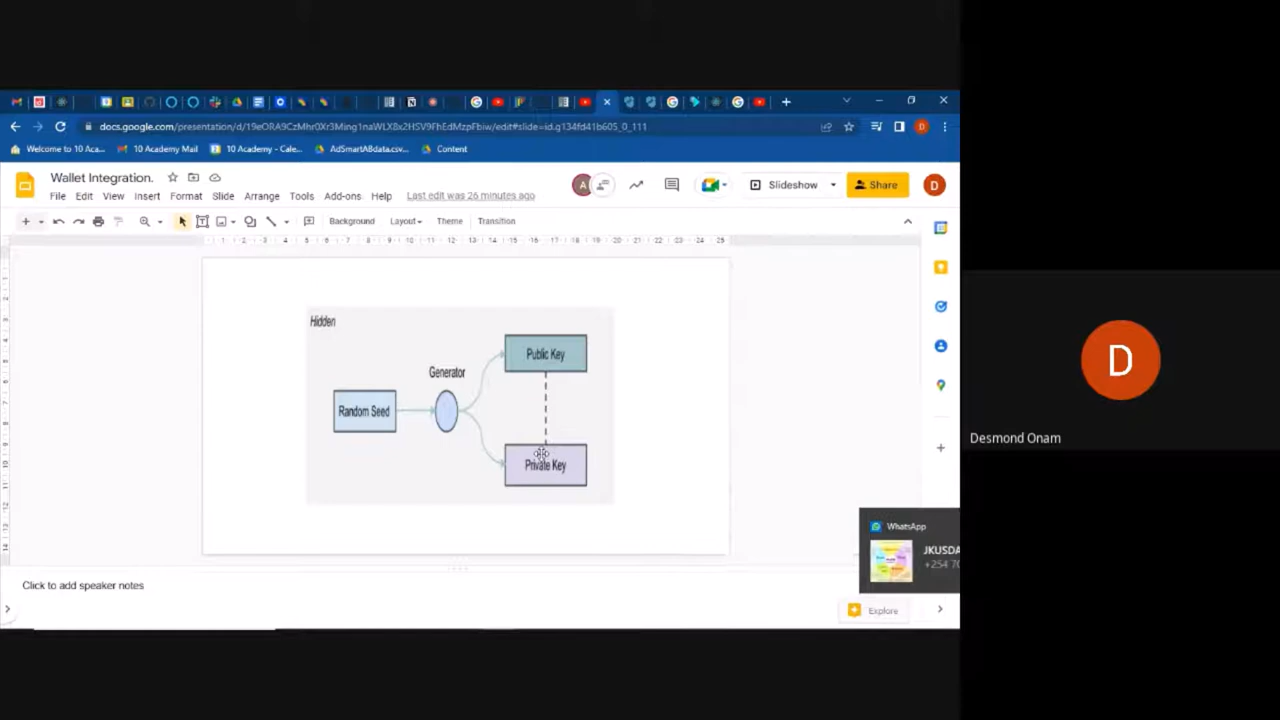 docs.google.com/presentation/d/19eORA9CzMhr0Xr3Ming1naWLX8x2HSV9FhEdMzpFbiw/edit#slide=id.g134fd41b605_0_111
Welcome to 10 Aca... 10 Academy Mail 10 Academy - Cale... AdSmartABdata.csv... Content
Wallet Integration.
A Slideshow Share D
File Edit View Insert Format Slide Arrange Tools Add-ons Help Last edit was 26 minutes ago
Background Layout Theme Transition
Hidden
Public Key
Generator
Random Seed
Private Key
D
Desmond Onam
WhatsApp
JKUSDA
+254 70
Click to add speaker notes
Explore